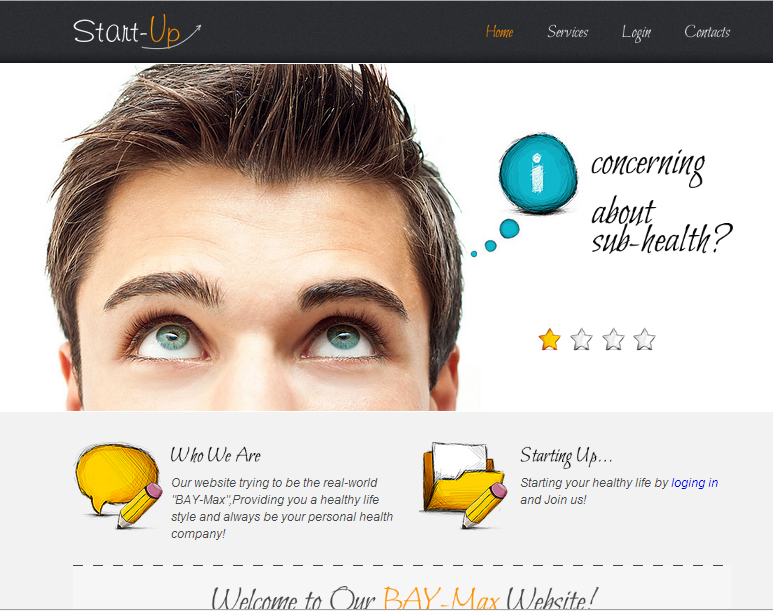 Start-Up
Home Services Login Contacts
i
concerning
about
sub-health?
Who We Are
Our website trying to be the real-world
"BAY-Max",Providing you a healthy life
style and always be your personal health
company!
Starting Up...
Starting your healthy life by loging in
and Join us!
Welcome to Our BAY-Max Website!